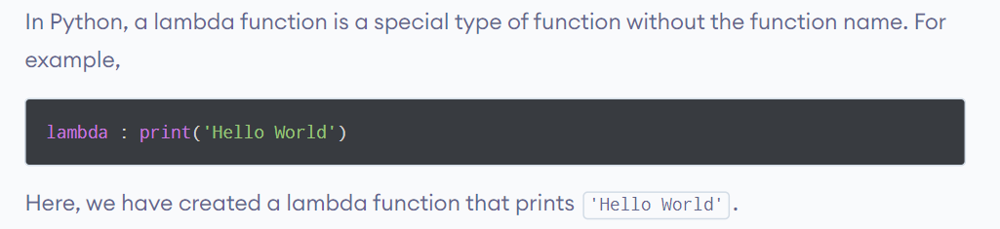 In Python, a lambda function is a special type of function without the function name. For
example,
lambda : print('Hello World')
Here, we have created a lambda function that prints 'Hello World' .